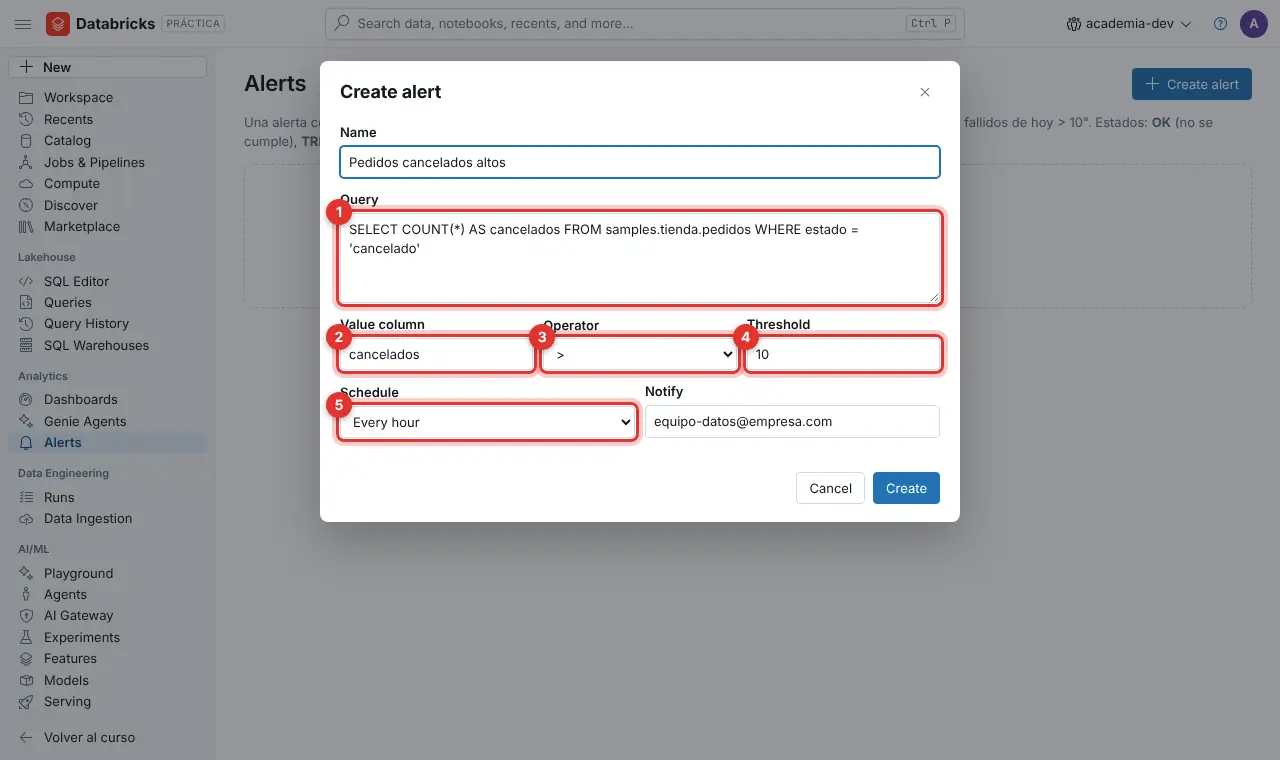 Databricks PRÁCTICA
Search data, notebooks, recents, and more...
Ctrl P
academia-dev
?
A
New
Workspace
Recents
Catalog
Jobs & Pipelines
Compute
Discover
Marketplace
Lakehouse
SQL Editor
Queries
Query History
SQL Warehouses
Analytics
Dashboards
Genie Agents
Alerts
Data Engineering
Runs
Data Ingestion
AI/ML
Playground
Agents
AI Gateway
Experiments
Features
Models
Serving
Volver al curso
Alerts
Create alert
Una alerta c
fallidos de hoy > 10". Estados: OK (no se
cumple), TR
Create alert
Name
Pedidos cancelados altos
Query
1
SELECT COUNT(*) AS cancelados FROM samples.tienda.pedidos WHERE estado =
'cancelado'
Value column
Operator
Threshold
2
cancelados
3
>
4
10
Schedule
Notify
5
Every hour
equipo-datos@empresa.com
Cancel
Create